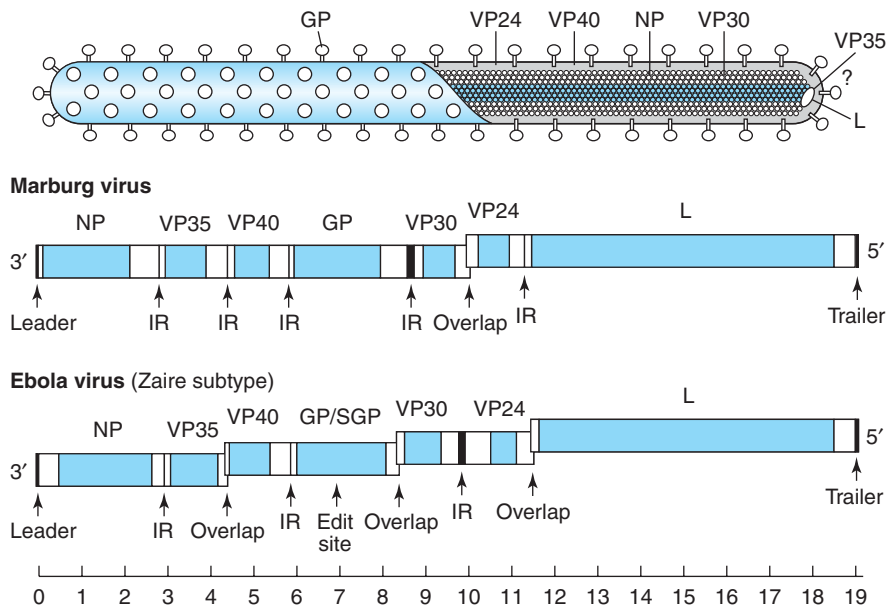 GP VP24 VP40 NP VP30
VP35
?
L
Marburg virus
NP VP35 VP40 GP VP30 VP24 L
3′ 5′
Leader IR IR IR IR Overlap IR Trailer
Ebola virus (Zaire subtype)
NP VP35 VP40 GP/SGP VP30 VP24 L
3′ 5′
Leader IR Overlap IR Edit Overlap IR Overlap Trailer
site
0 1 2 3 4 5 6 7 8 9 10 11 12 13 14 15 16 17 18 19